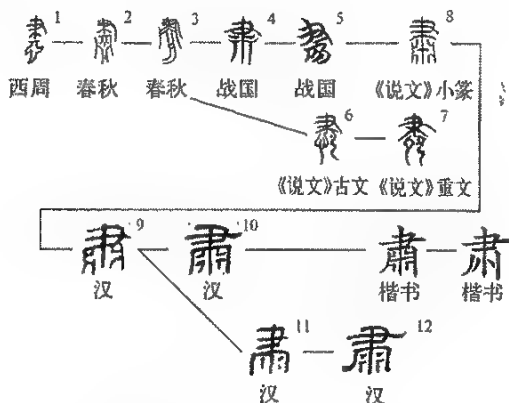 1 2 3 4 5 8
西周 春秋 春秋 战国 战国 《说文》小篆
6 7
《说文》古文 《说文》重文
9 10 肅 肃
汉 汉 楷书 楷书
11 12
汉 汉